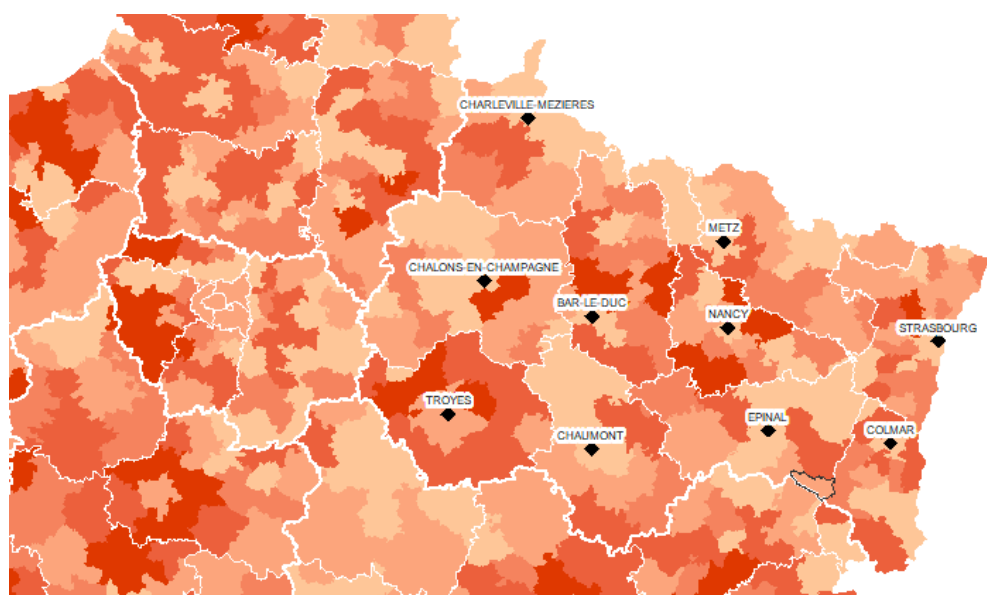 CHARLEVILLE-MEZIERES
METZ
CHALONS-EN-CHAMPAGNE
BAR-LE-DUC
NANCY
STRASBOURG
TROYES
EPINAL
COLMAR
CHAUMONT